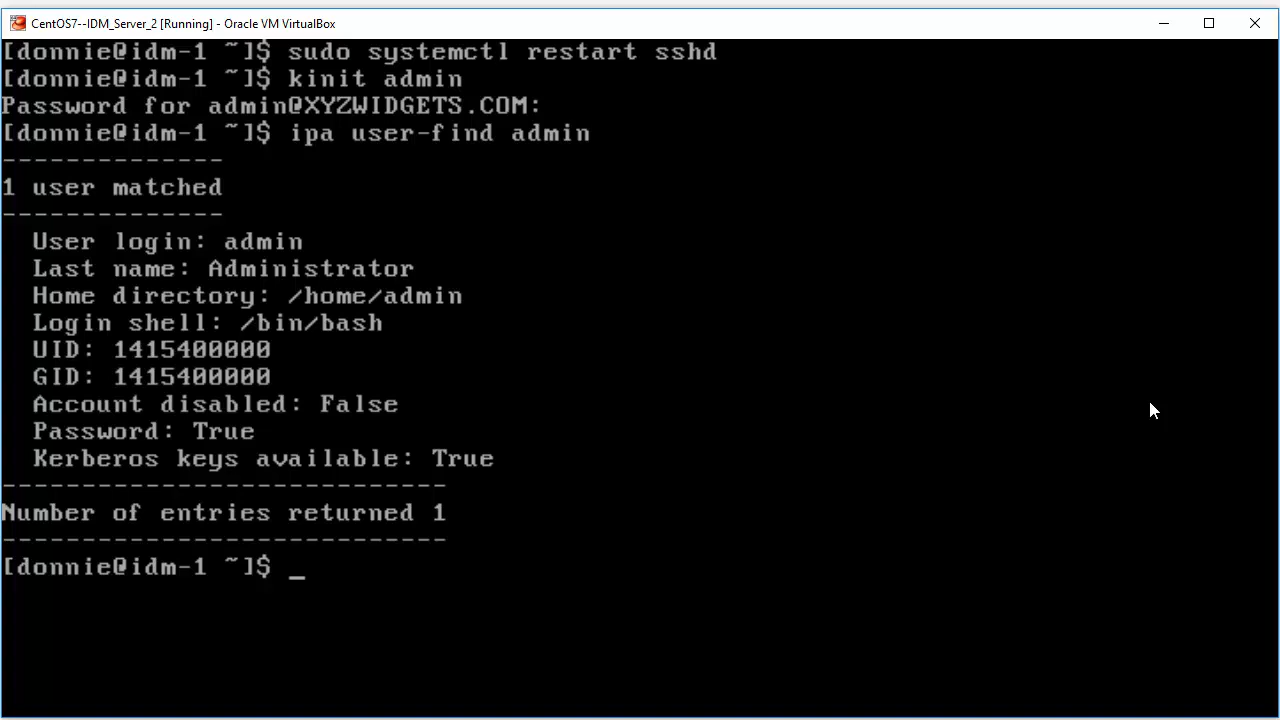 CentOS7--IDM_Server_2 [Running] - Oracle VM VirtualBox
[donnie@idm-1 ~]$ sudo systemctl restart sshd
[donnie@idm-1 ~]$ kinit admin
Password for admin@XYZWIDGETS.COM:
[donnie@idm-1 ~]$ ipa user-find admin
--------------
1 user matched
--------------
  User login: admin
  Last name: Administrator
  Home directory: /home/admin
  Login shell: /bin/bash
  UID: 1415400000
  GID: 1415400000
  Account disabled: False
  Password: True
  Kerberos keys available: True
----------------------------
Number of entries returned 1
----------------------------
[donnie@idm-1 ~]$ _